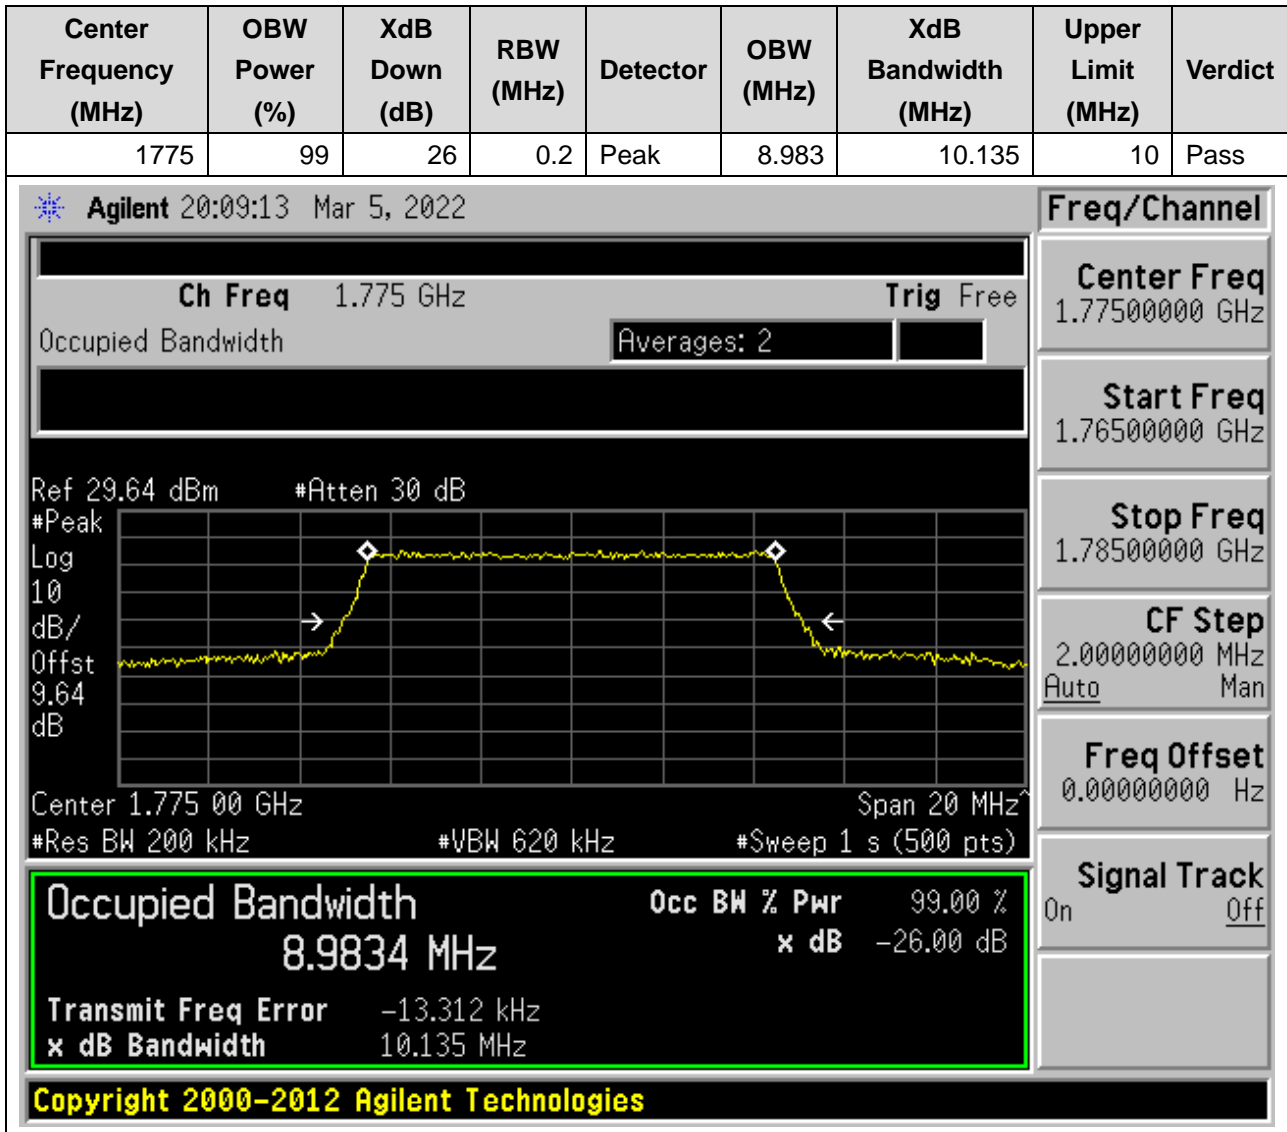 Center Frequency (MHz) OBW Power (%) XdB Down (dB) RBW (MHz) Detector OBW (MHz) XdB Bandwidth (MHz) Upper Limit (MHz) Verdict
1775 99 26 0.2 Peak 8.983 10.135 10 Pass
Agilent 20:09:13 Mar 5, 2022
Freq/Channel
Ch Freq 1.775 GHz Trig Free
Occupied Bandwidth Averages: 2
Ref 29.64 dBm #Atten 30 dB
#Peak
Log
10
dB/
Offst
9.64
dB
Center 1.775 00 GHz Span 20 MHz^
#Res BW 200 kHz #VBW 620 kHz #Sweep 1 s (500 pts)
Occupied Bandwidth Occ BW % Pwr 99.00 %
8.9834 MHz x dB -26.00 dB
Transmit Freq Error -13.312 kHz
x dB Bandwidth 10.135 MHz
Center Freq
1.77500000 GHz
Start Freq
1.76500000 GHz
Stop Freq
1.78500000 GHz
CF Step
2.00000000 MHz
Auto Man
Freq Offset
0.00000000 Hz
Signal Track
On Off
Copyright 2000-2012 Agilent Technologies